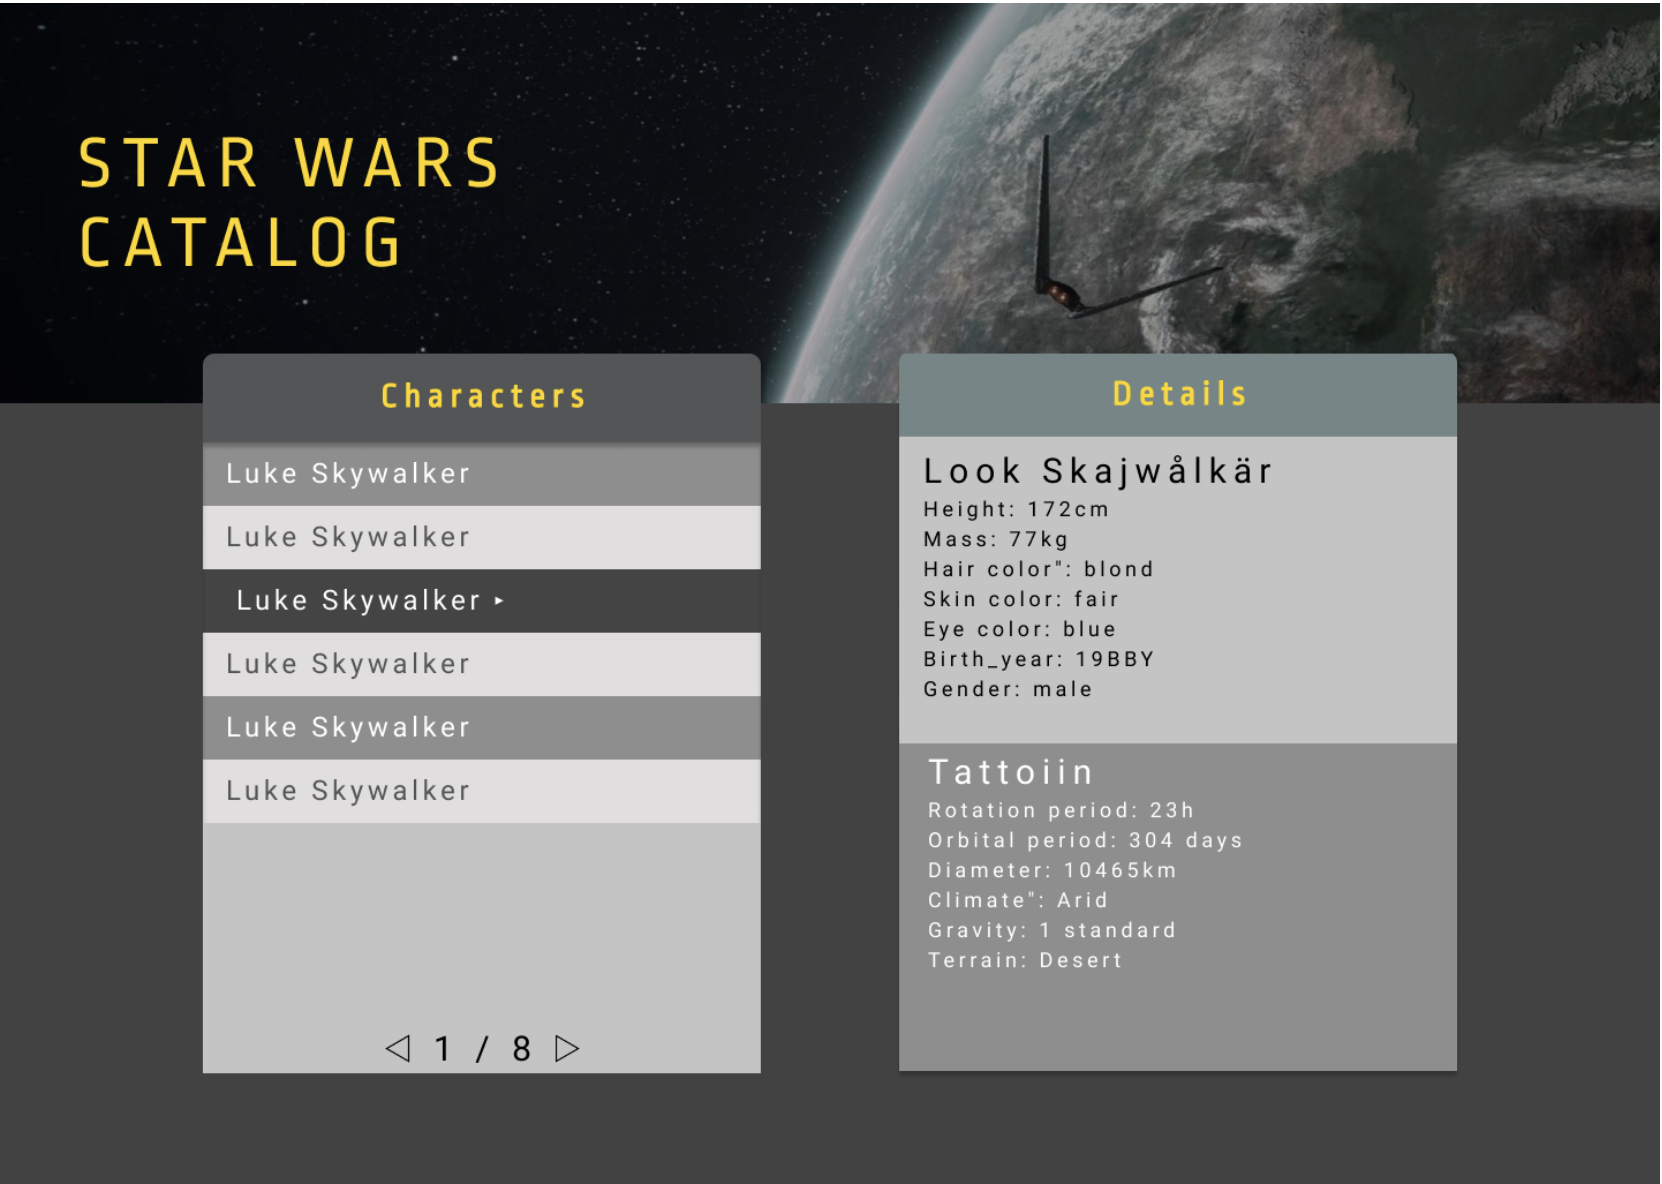 STAR WARS
CATALOG
Characters
Luke Skywalker
Luke Skywalker
Luke Skywalker ▸
Luke Skywalker
Luke Skywalker
Luke Skywalker
◁ 1 / 8 ▷
Details
Look Skajwålkär
Height: 172cm
Mass: 77kg
Hair color": blond
Skin color: fair
Eye color: blue
Birth_year: 19BBY
Gender: male
Tattoiin
Rotation period: 23h
Orbital period: 304 days
Diameter: 10465km
Climate": Arid
Gravity: 1 standard
Terrain: Desert